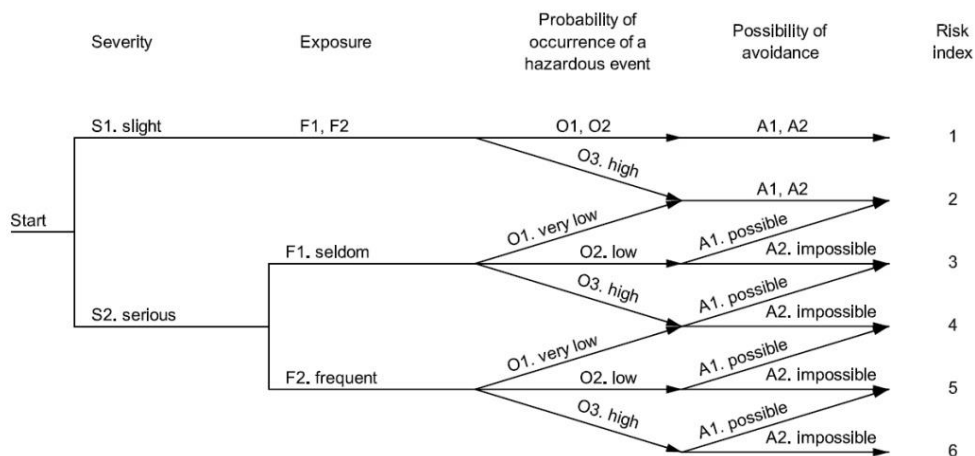 Severity
Exposure
Probability of
occurrence of a
hazardous event
Possibility of
avoidance
Risk
index
S1. slight
F1, F2
O1, O2
A1, A2
1
O3. high
A1, A2
2
Start
O1. very low
A1. possible
F1. seldom
O2. low
A2. impossible
3
O3. high
A1. possible
S2. serious
A2. impossible
4
O1. very low
A1. possible
F2. frequent
O2. low
A2. impossible
5
O3. high
A1. possible
A2. impossible
6